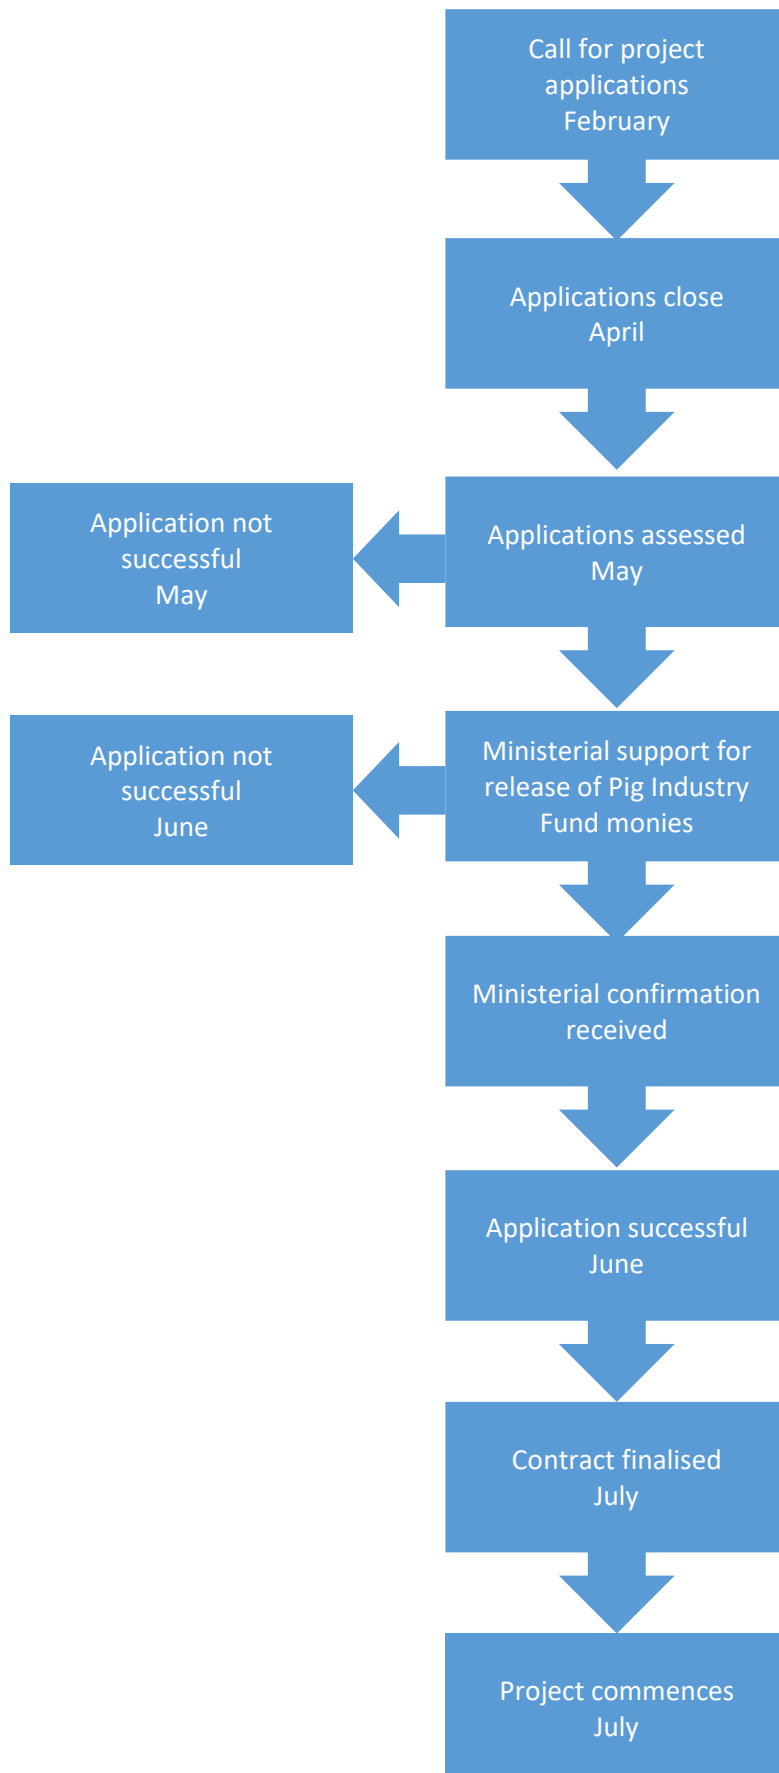 Call for project
applications
February
Applications close
April
Application not
successful
May
Applications assessed
May
Application not
successful
June
Ministerial support for
release of Pig Industry
Fund monies
Ministerial confirmation
received
Application successful
June
Contract finalised
July
Project commences
July